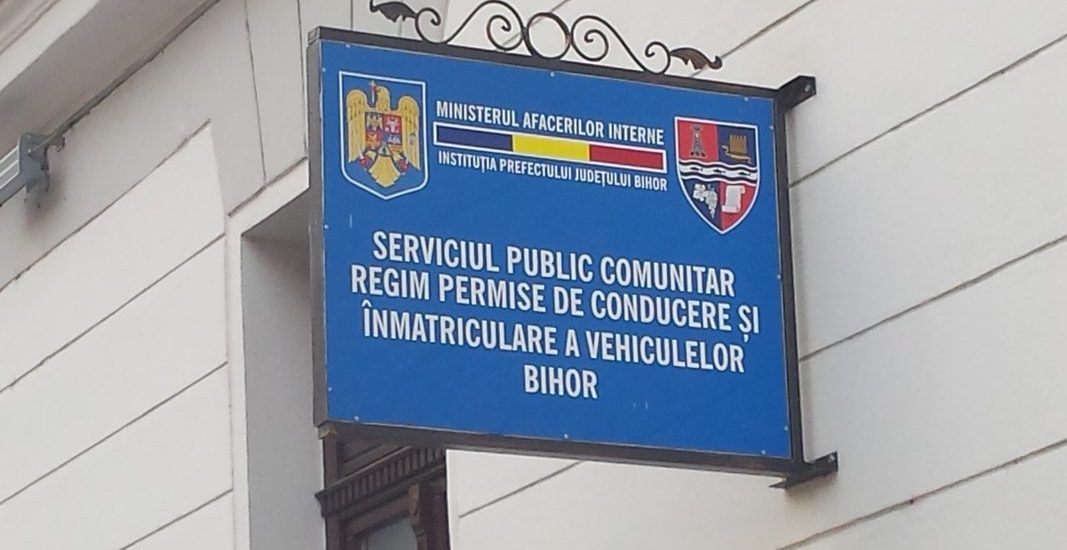 MINISTERUL AFACERILOR INTERNE
INSTITUȚIA PREFECTULUI JUDEȚULUI BIHOR
SERVICIUL PUBLIC COMUNITAR
REGIM PERMISE DE CONDUCERE ȘI
ÎNMATRICULARE A VEHICULELOR
BIHOR